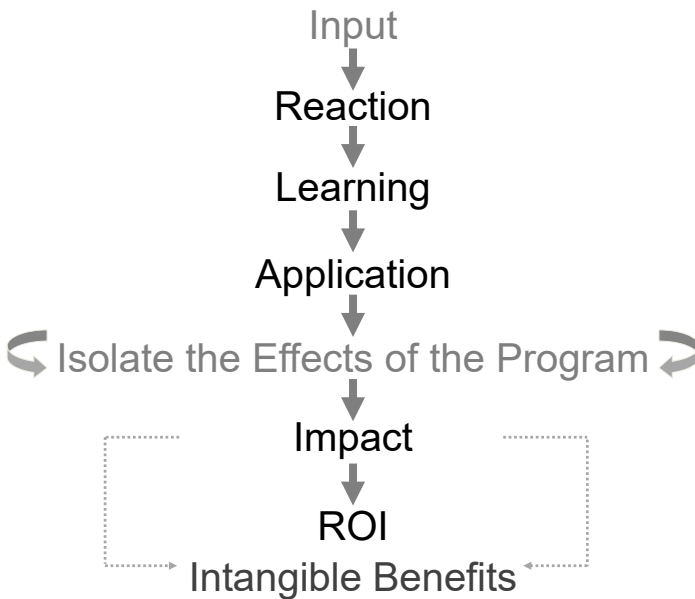 Input
Reaction
Learning
Application
Isolate the Effects of the Program
Impact
ROI
Intangible Benefits